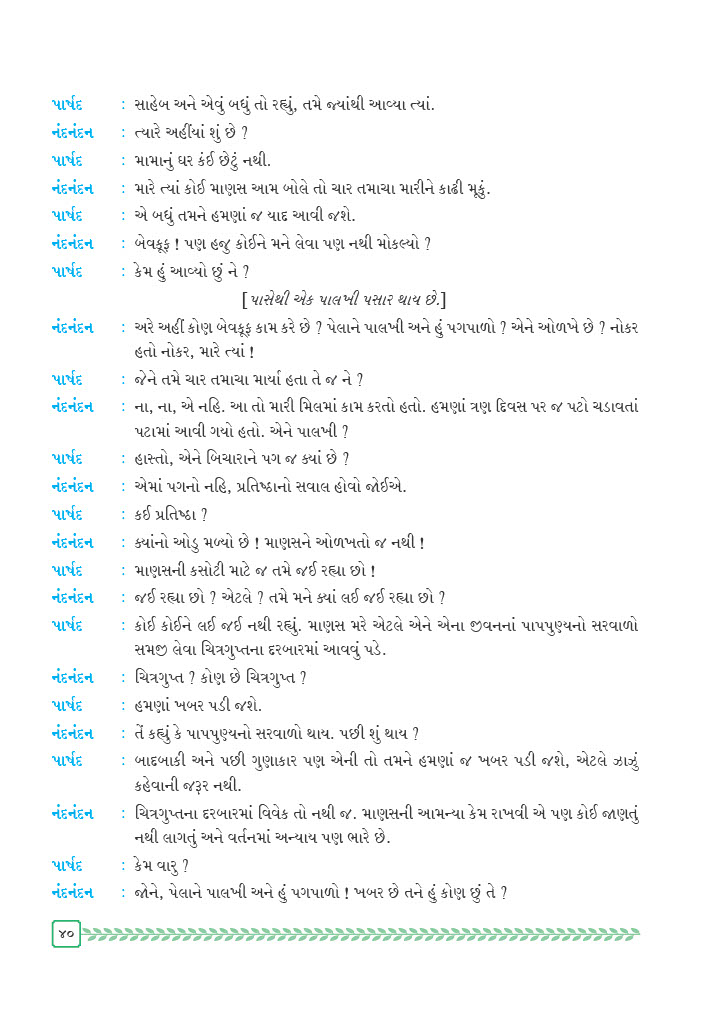 પાર્ષદ : સાહેબ અને એવું બધું તો રહ્યું, તમે જ્યાંથી આવ્યા ત્યાં.
નંદનંદન : ત્યારે અહીંયાં શું છે ?
પાર્ષદ : મામાનું ઘર કંઈ છેટું નથી.
નંદનંદન : મારે ત્યાં કોઈ માણસ આમ બોલે તો ચાર તમાચા મારીને કાઢી મૂકું.
પાર્ષદ : એ બધું તમને હમણાં જ યાદ આવી જશે.
નંદનંદન : બેવકૂફ ! પણ હજુ કોઈને મને લેવા પણ નથી મોકલ્યો ?
પાર્ષદ : કેમ હું આવ્યો છું ને ?
[પાસેથી એક પાલખી પસાર થાય છે.]
નંદનંદન : અરે અહીં કોણ બેવકૂફ કામ કરે છે ? પેલાને પાલખી અને હું પગપાળો ? એને ઓળખે છે ? નોકર
હતો નોકર, મારે ત્યાં !
પાર્ષદ : જેને તમે ચાર તમાચા માર્યા હતા તે જ ને ?
નંદનંદન : ના, ના, એ નહિ. આ તો મારી મિલમાં કામ કરતો હતો. હમણાં ત્રણ દિવસ પર જ પટો ચડાવતાં
પટામાં આવી ગયો હતો. એને પાલખી ?
પાર્ષદ : હાસ્તો, એને બિચારાને પગ જ ક્યાં છે ?
નંદનંદન : એમાં પગનો નહિ, પ્રતિષ્ઠાનો સવાલ હોવો જોઈએ.
પાર્ષદ : કઈ પ્રતિષ્ઠા ?
નંદનંદન : ક્યાંનો ઓડુ મળ્યો છે ! માણસને ઓળખતો જ નથી !
પાર્ષદ : માણસની કસોટી માટે જ તમે જઈ રહ્યા છો !
નંદનંદન : જઈ રહ્યા છો ? એટલે ? તમે મને ક્યાં લઈ જઈ રહ્યા છો ?
પાર્ષદ : કોઈ કોઈને લઈ જઈ નથી રહ્યું. માણસ મરે એટલે એને એના જીવનનાં પાપપુણ્યનો સરવાળો
સમજી લેવા ચિત્રગુપ્તના દરબારમાં આવવું પડે.
નંદનંદન : ચિત્રગુપ્ત ? કોણ છે ચિત્રગુપ્ત ?
પાર્ષદ : હમણાં ખબર પડી જશે.
નંદનંદન : તેં કહ્યું કે પાપપુણ્યનો સરવાળો થાય. પછી શું થાય ?
પાર્ષદ : બાદબાકી અને પછી ગુણાકાર પણ એની તો તમને હમણાં જ ખબર પડી જશે, એટલે ઝાઝું
કહેવાની જરૂર નથી.
નંદનંદન : ચિત્રગુપ્તના દરબારમાં વિવેક તો નથી જ. માણસની આમન્યા કેમ રાખવી એ પણ કોઈ જાણતું
નથી લાગતું અને વર્તનમાં અન્યાય પણ ભારે છે.
પાર્ષદ : કેમ વારુ ?
નંદનંદન : જોને, પેલાને પાલખી અને હું પગપાળો ! ખબર છે તને હું કોણ છું તે ?
૪૦